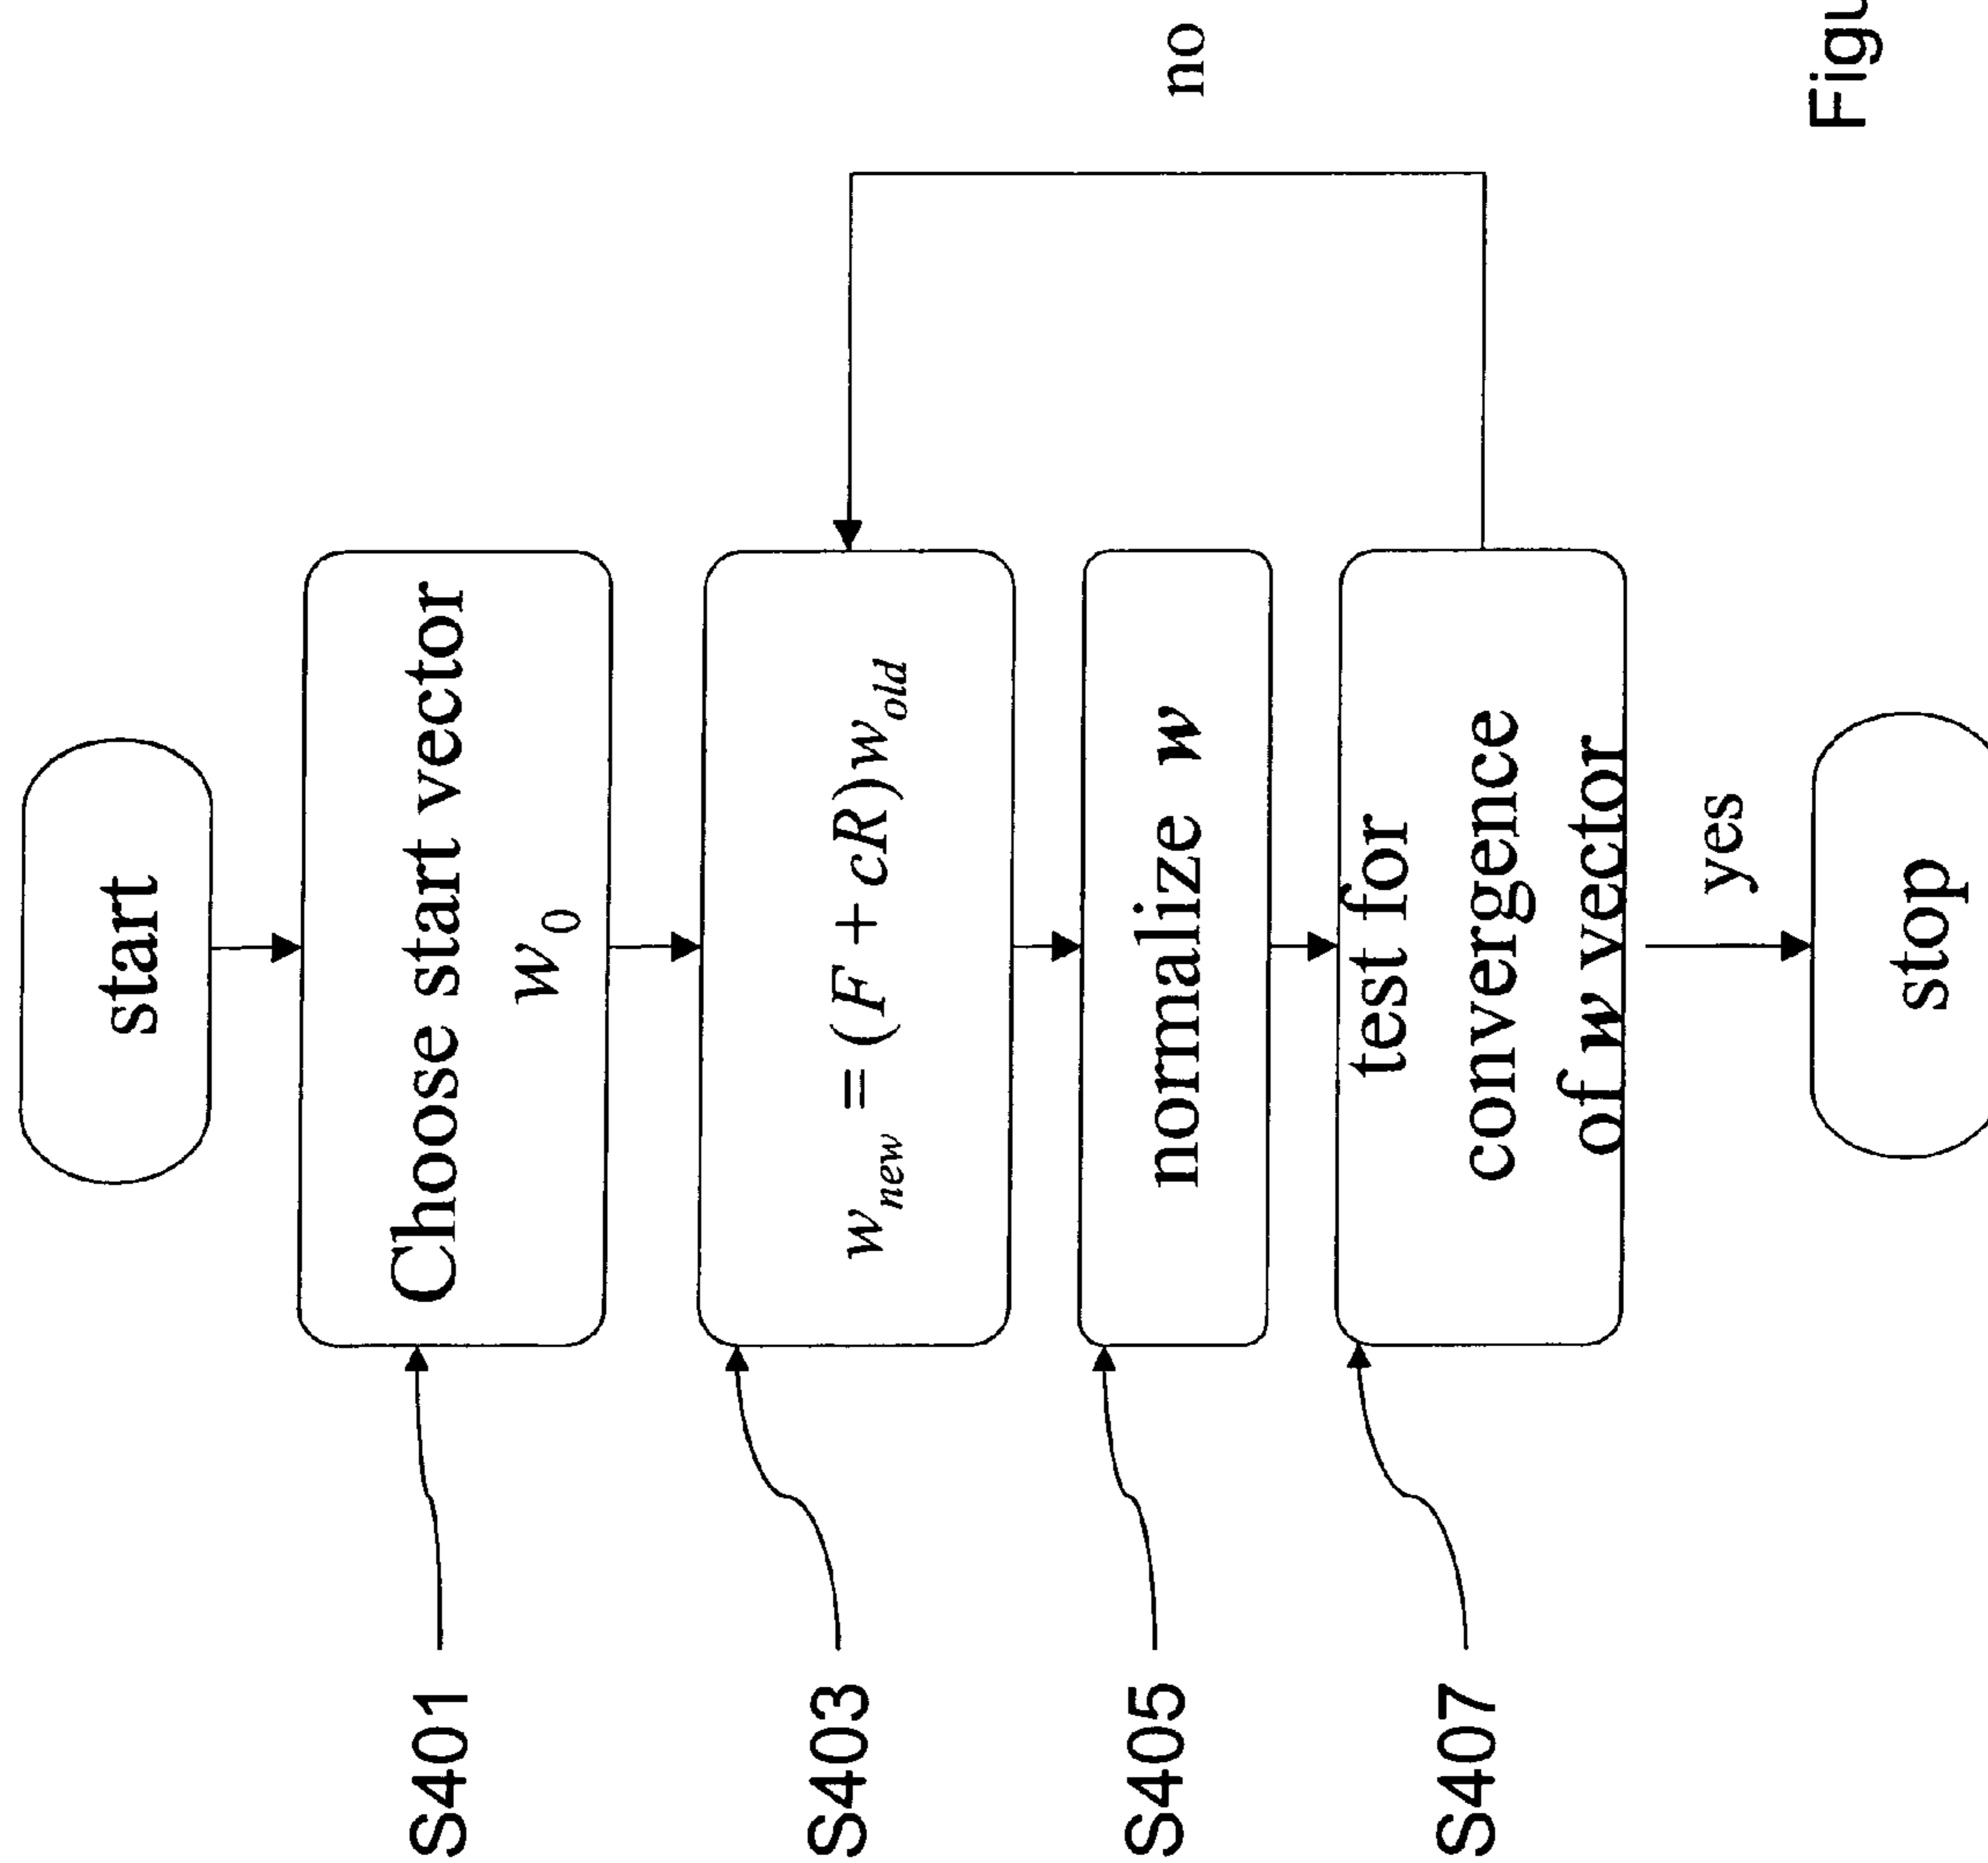 start
S401
Choose start vector
w0
S403
wnew = (F + cR)wold
S405
normalize w
S407
test for
convergence
of w vector
no
yes
stop